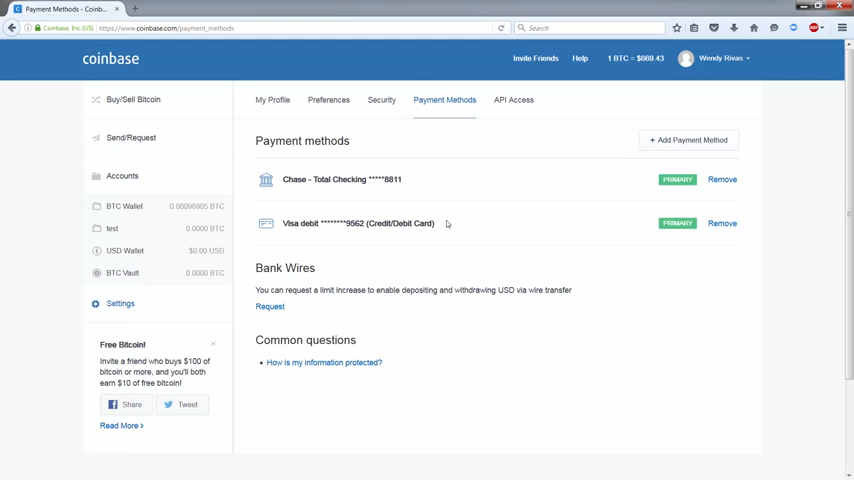 Payment Methods - Coinb...
Coinbase, Inc. (US) https://www.coinbase.com/payment_methods
Search
ABP
coinbase
Invite Friends Help 1 BTC = $669.43 Wendy Rivas
Buy/Sell Bitcoin
Send/Request
Accounts
BTC Wallet 0.00098905 BTC
test 0.0000 BTC
USD Wallet $0.00 USD
BTC Vault 0.0000 BTC
Settings
Free Bitcoin!
Invite a friend who buys $100 of
bitcoin or more, and you'll both
earn $10 of free bitcoin!
Share Tweet
Read More
My Profile Preferences Security Payment Methods API Access
Payment methods + Add Payment Method
Chase - Total Checking *****8811 PRIMARY Remove
Visa debit ********9562 (Credit/Debit Card) PRIMARY Remove
Bank Wires
You can request a limit increase to enable depositing and withdrawing USD via wire transfer
Request
Common questions
• How is my information protected?